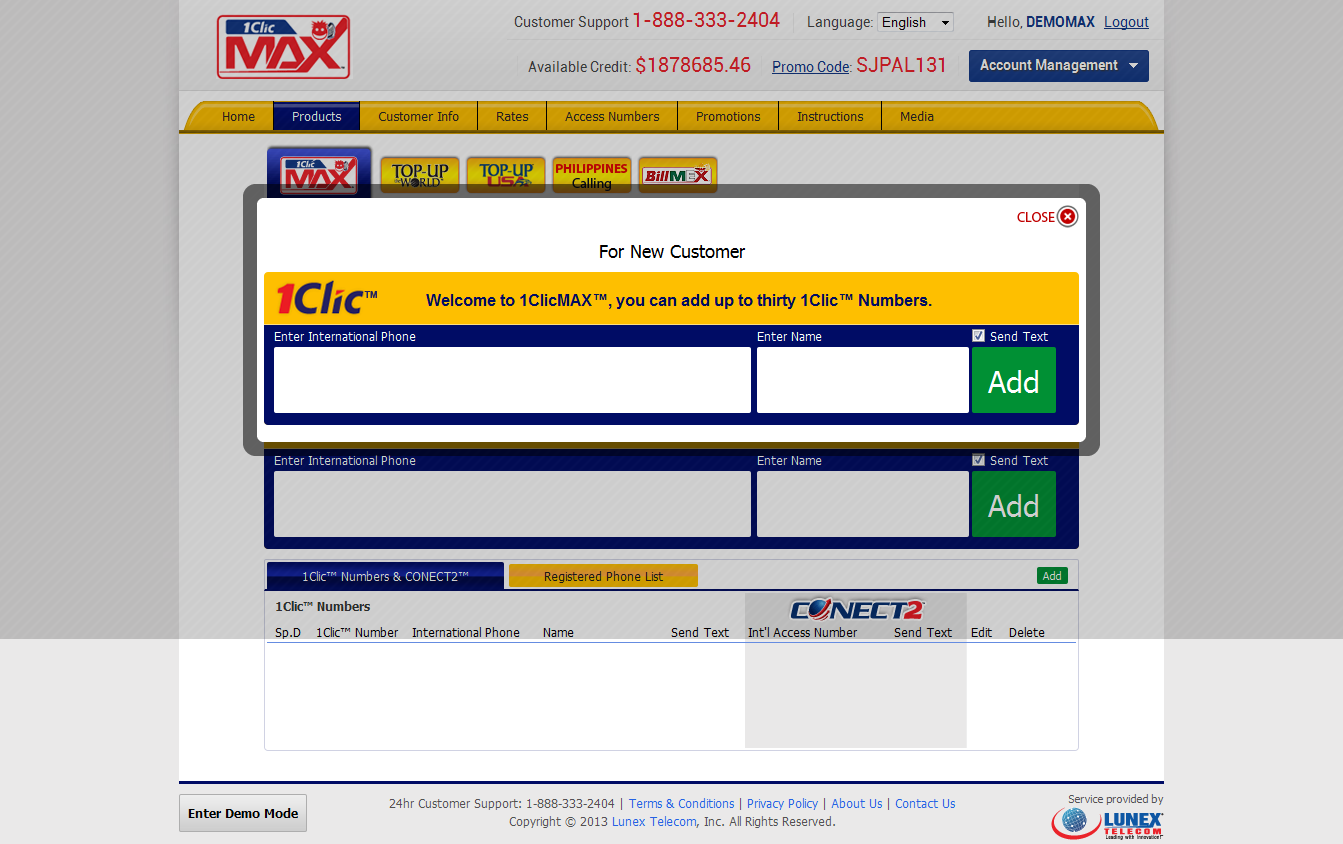 1Clic MAX
Customer Support 1-888-333-2404 Language: English Hello, DEMOMAX Logout
Available Credit: $1878685.46 Promo Code: SJPAL131 Account Management
Home Products Customer Info Rates Access Numbers Promotions Instructions Media
1Clic MAX TOP-UP the WORLD TOP-UP USA PHILIPPINES Calling BillMEX
CLOSE
For New Customer
1Clic™ Welcome to 1ClicMAX™, you can add up to thirty 1Clic™ Numbers.
Enter International Phone Enter Name Send Text
Add
Enter International Phone Enter Name Send Text
Add
1Clic™ Numbers & CONECT2™ Registered Phone List Add
1Clic™ Numbers CONECT2
Sp.D 1Clic™ Number International Phone Name Send Text Int'l Access Number Send Text Edit Delete
Enter Demo Mode
24hr Customer Support: 1-888-333-2404 | Terms & Conditions | Privacy Policy | About Us | Contact Us
Copyright © 2013 Lunex Telecom, Inc. All Rights Reserved.
Service provided by
LUNEX TELECOM
Leading with Innovation!™